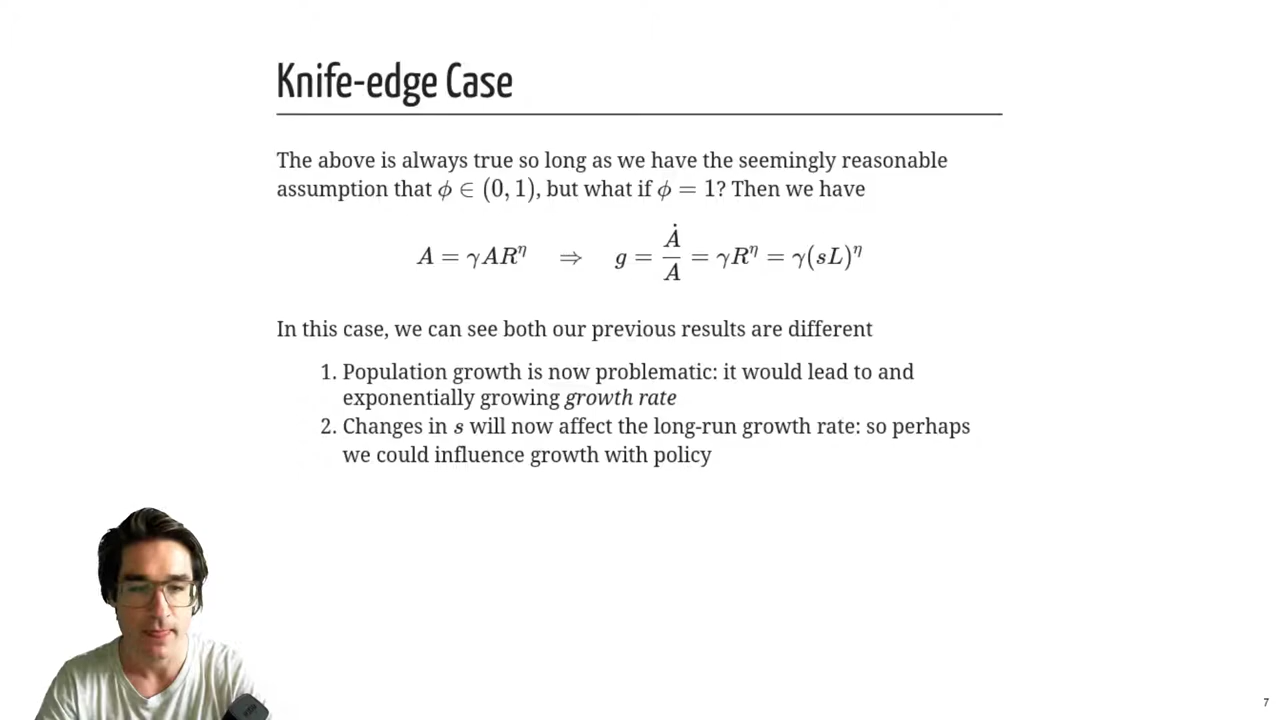 Knife-edge Case
The above is always true so long as we have the seemingly reasonable
assumption that ϕ ∈ (0, 1), but what if ϕ = 1? Then we have
A = γAR^η ⇒ g = Ȧ/A = γR^η = γ(sL)^η
In this case, we can see both our previous results are different
1. Population growth is now problematic: it would lead to and
exponentially growing growth rate
2. Changes in s will now affect the long-run growth rate: so perhaps
we could influence growth with policy
7